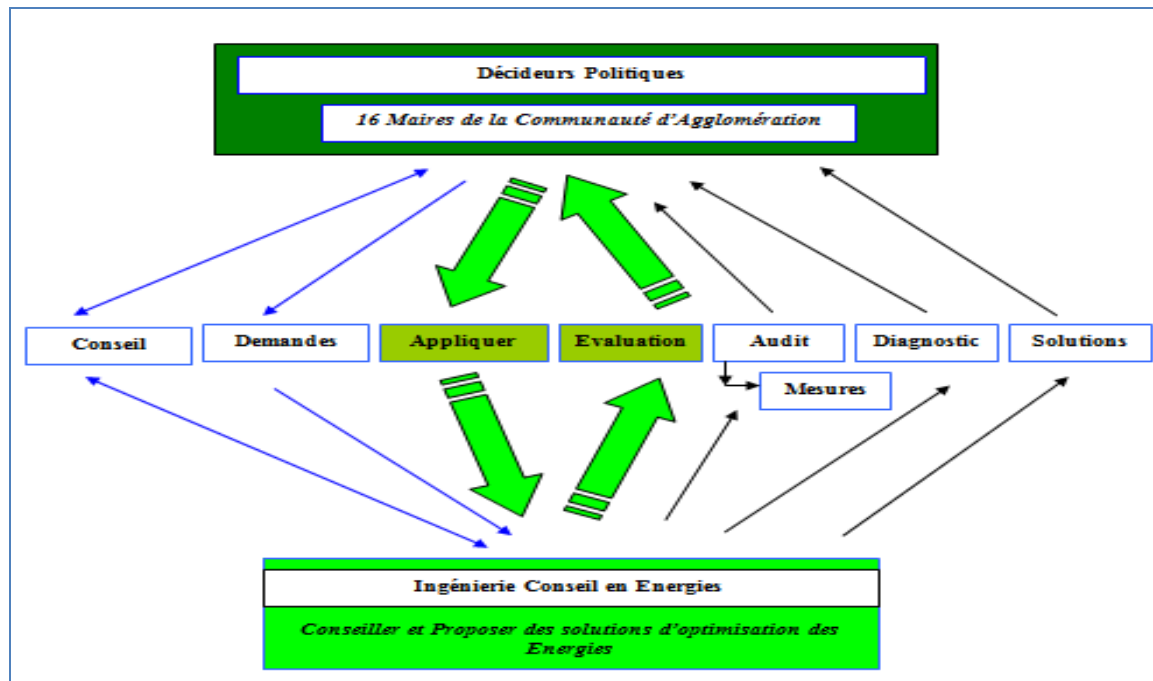 Décideurs Politiques
16 Maires de la Communauté d'Agglomération
Conseil
Demandes
Appliquer
Evaluation
Audit
Diagnostic
Solutions
Mesures
Ingénierie Conseil en Energies
Conseiller et Proposer des solutions d'optimisation des
Energies